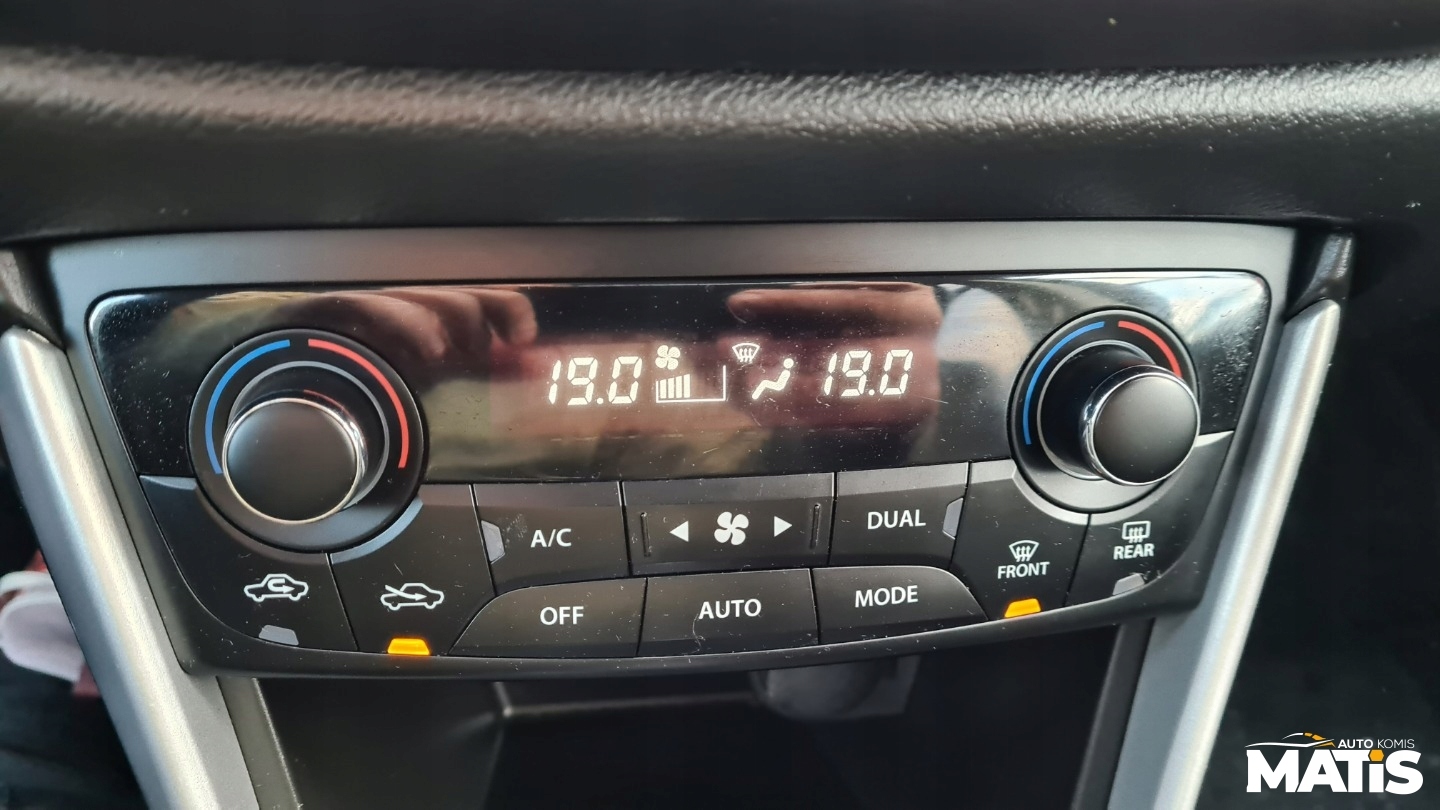 19.0 19.0
A/C
DUAL
FRONT
REAR
OFF
AUTO
MODE
AUTO KOMIS
MATiS